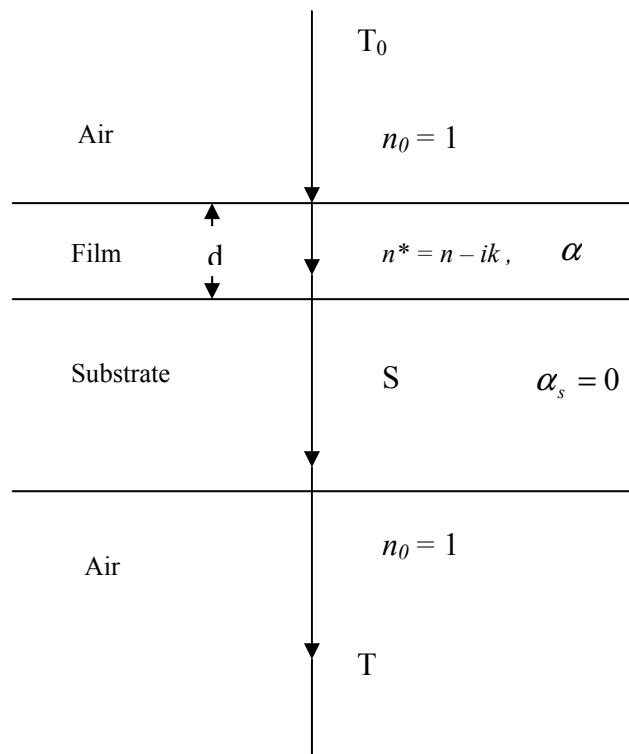 T₀
Air n₀ = 1
Film d n* = n – ik , α
Substrate S αₛ = 0
n₀ = 1
Air
T